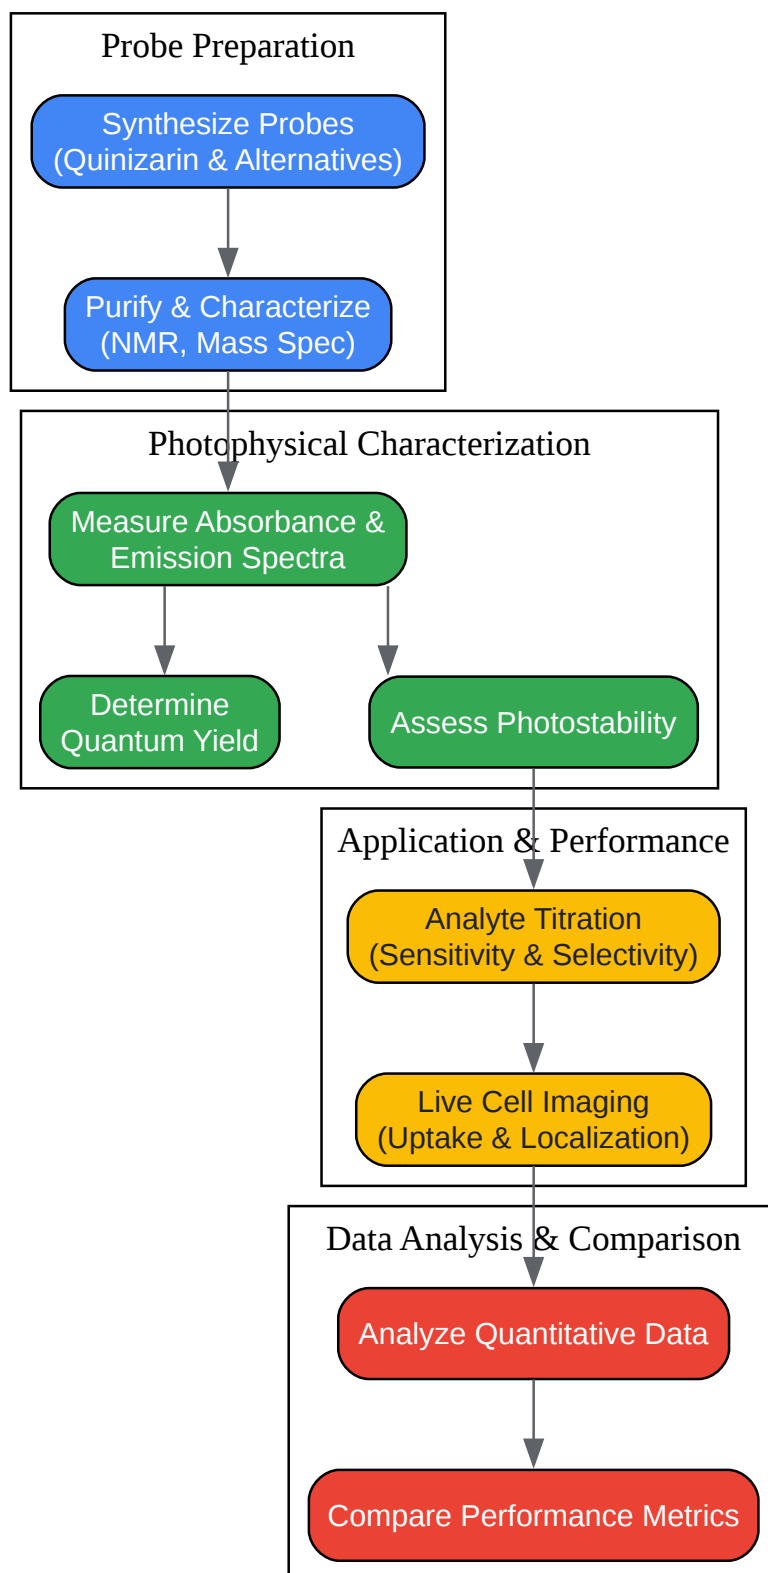 Probe Preparation
Synthesize Probes
(Quinizarin & Alternatives)
Purify & Characterize
(NMR, Mass Spec)
Photophysical Characterization
Measure Absorbance &
Emission Spectra
Determine
Quantum Yield
Assess Photostability
Application & Performance
Analyte Titration
(Sensitivity & Selectivity)
Live Cell Imaging
(Uptake & Localization)
Data Analysis & Comparison
Analyze Quantitative Data
Compare Performance Metrics